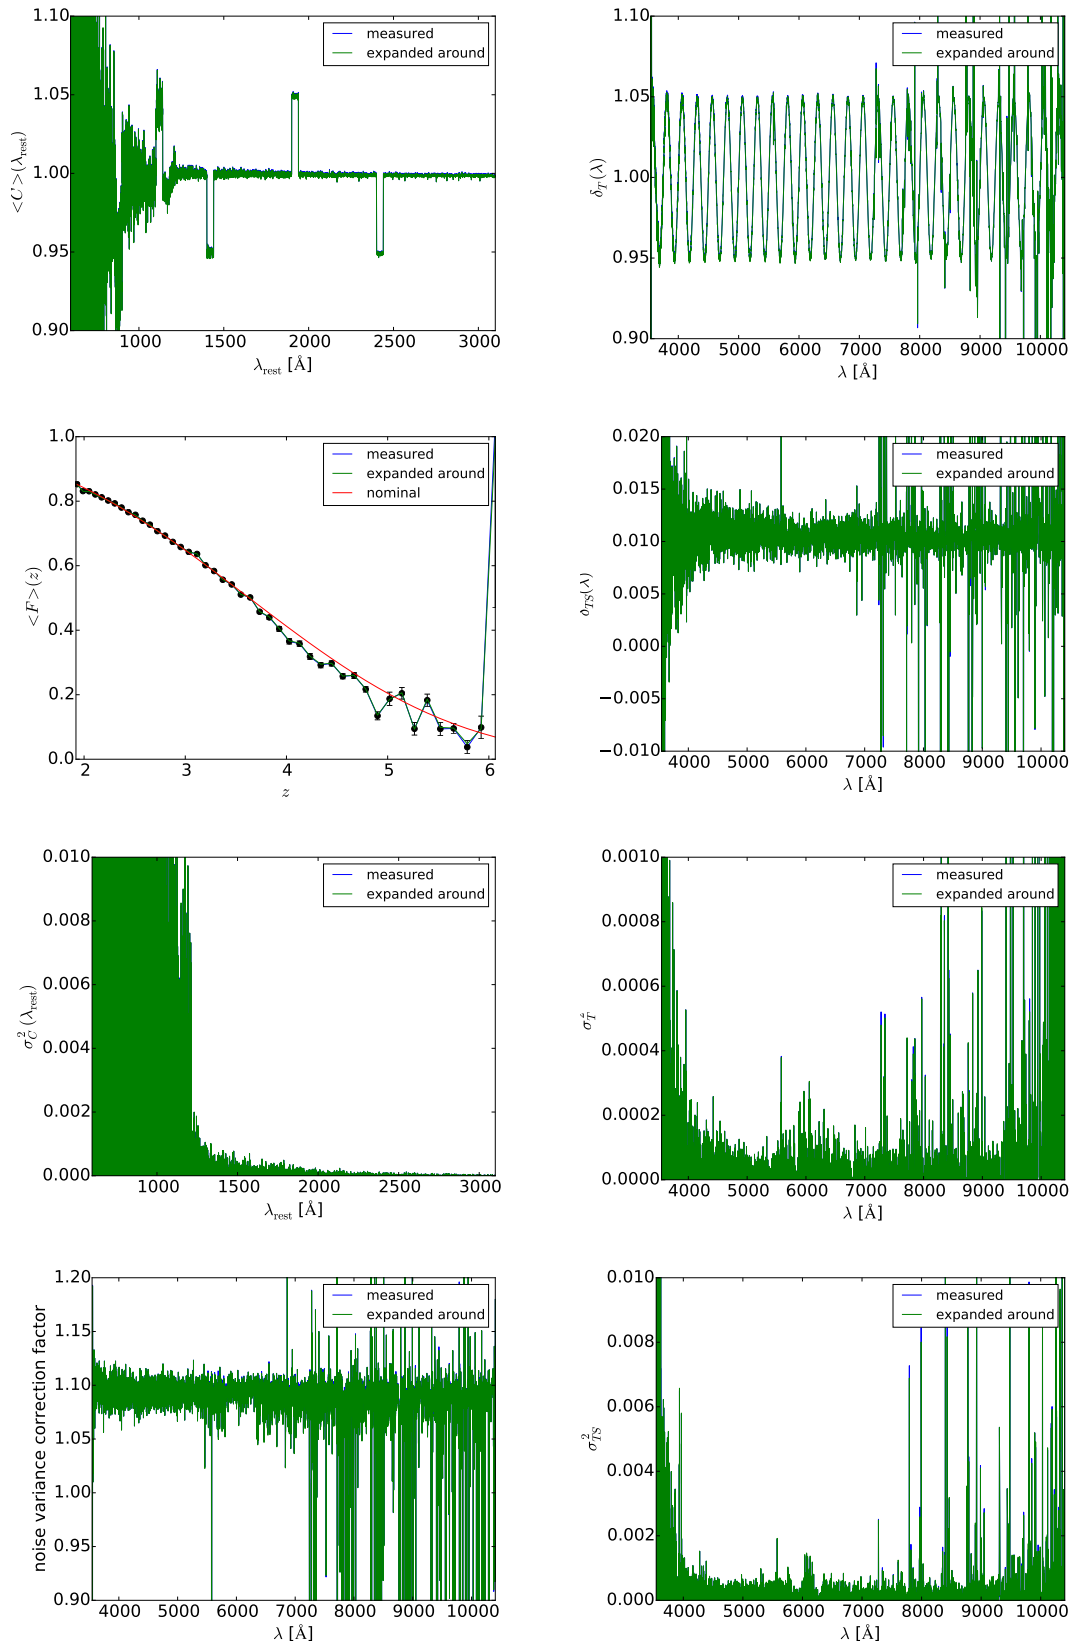 1.10
1.05
1.00
0.95
0.90
<C>(λrest)
measured
expanded around
1000 1500 2000 2500 3000
λrest [Å]
1.10
1.05
1.00
0.95
0.90
δT(λ)
measured
expanded around
4000 5000 6000 7000 8000 9000 10000
λ [Å]
1.0
0.8
0.6
0.4
0.2
0.0
<F>(z)
measured
expanded around
nominal
2 3 4 5 6
z
0.020
0.015
0.010
0.005
0.000
−0.005
−0.010
δTS(λ)
measured
expanded around
4000 5000 6000 7000 8000 9000 10000
λ [Å]
0.010
0.008
0.006
0.004
0.002
0.000
σ²C(λrest)
measured
expanded around
1000 1500 2000 2500 3000
λrest [Å]
0.0010
0.0008
0.0006
0.0004
0.0002
0.0000
σ²T
measured
expanded around
4000 5000 6000 7000 8000 9000 10000
λ [Å]
1.20
1.15
1.10
1.05
1.00
0.95
0.90
noise variance correction factor
measured
expanded around
4000 5000 6000 7000 8000 9000 10000
λ [Å]
0.010
0.008
0.006
0.004
0.002
0.000
σ²TS
measured
expanded around
4000 5000 6000 7000 8000 9000 10000
λ [Å]